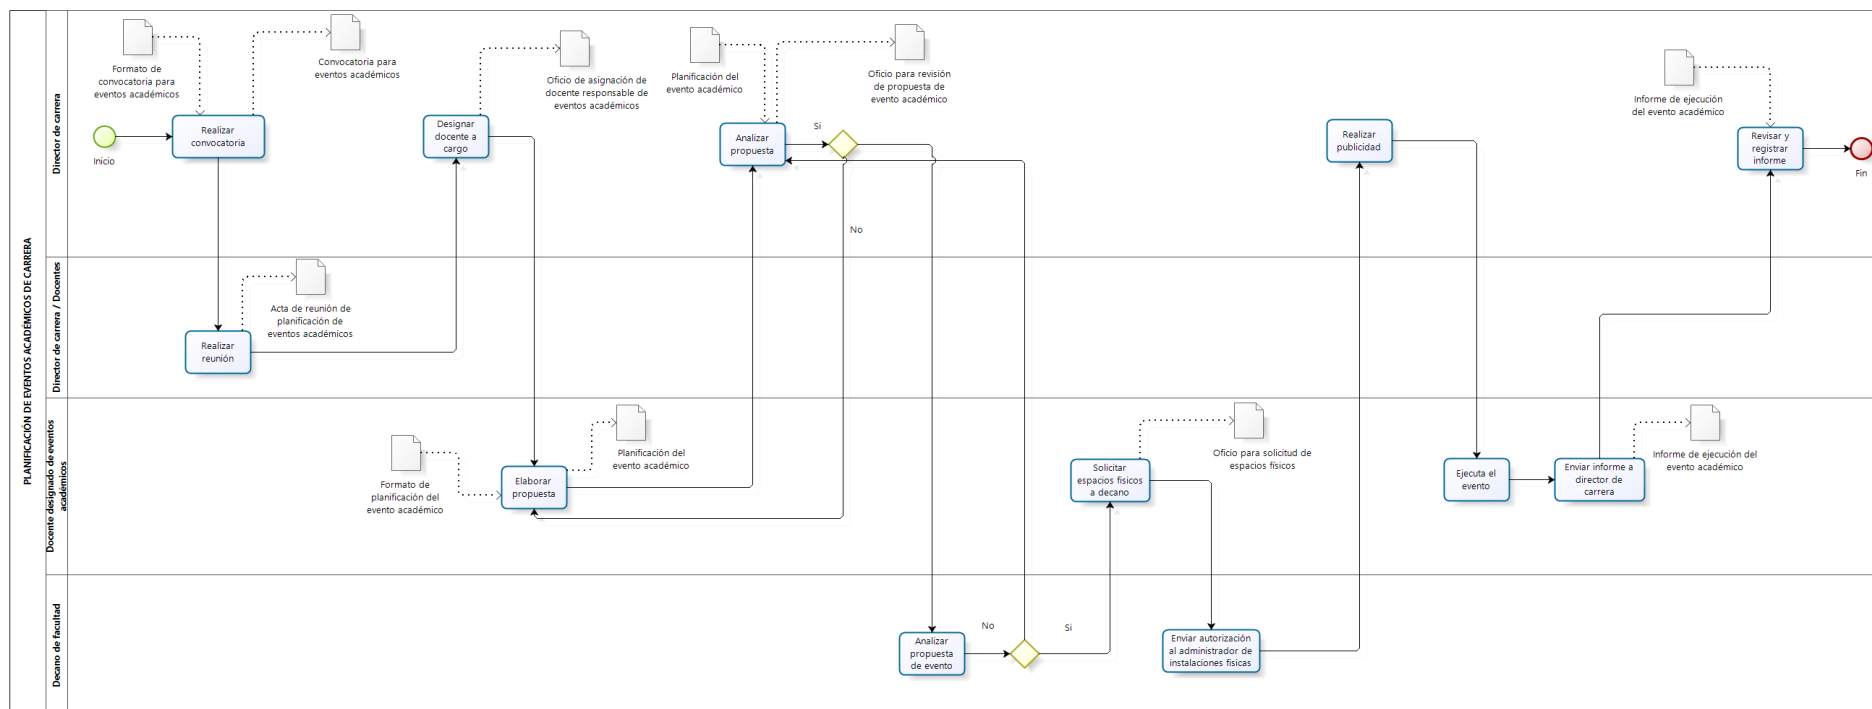 PLANIFICACIÓN DE EVENTOS ACADÉMICOS DE CARRERA
Director de carrera
Formato de
convocatoria para
eventos académicos
Convocatoria para
eventos académicos
Inicio
Realizar
convocatoria
Designar
docente a
cargo
Oficio de asignación de
docente responsable de
eventos académicos
Planificación del
evento académico
Oficio para revisión
de propuesta de
evento académico
Analizar
propuesta
Si
No
Realizar
publicidad
Informe de ejecución
del evento académico
Revisar y
registrar
informe
Fin
Director de carrera / Docentes
Realizar
reunión
Acta de reunión de
planificación de
eventos académicos
Docente designado de eventos
académicos
Formato de
planificación del
evento académico
Elaborar
propuesta
Planificación del
evento académico
Solicitar
espacios físicos
a decano
Oficio para solicitud de
espacios físicos
Ejecuta el
evento
Enviar informe a
director de
carrera
Informe de ejecución del
evento académico
Decano de facultad
Analizar
propuesta
de evento
No
Si
Enviar autorización
al administrador de
instalaciones físicas